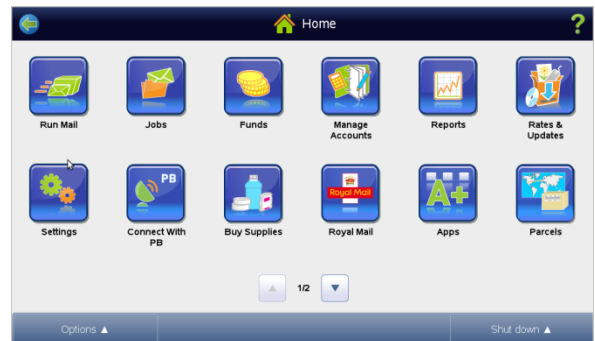 Home
?
Run Mail
Jobs
Funds
Manage
Accounts
Reports
Rates &
Updates
Settings
PB
Connect With
PB
Buy Supplies
Royal Mail
Royal Mail
A+
Apps
Parcels
1/2
Options ▲
Shut down ▲